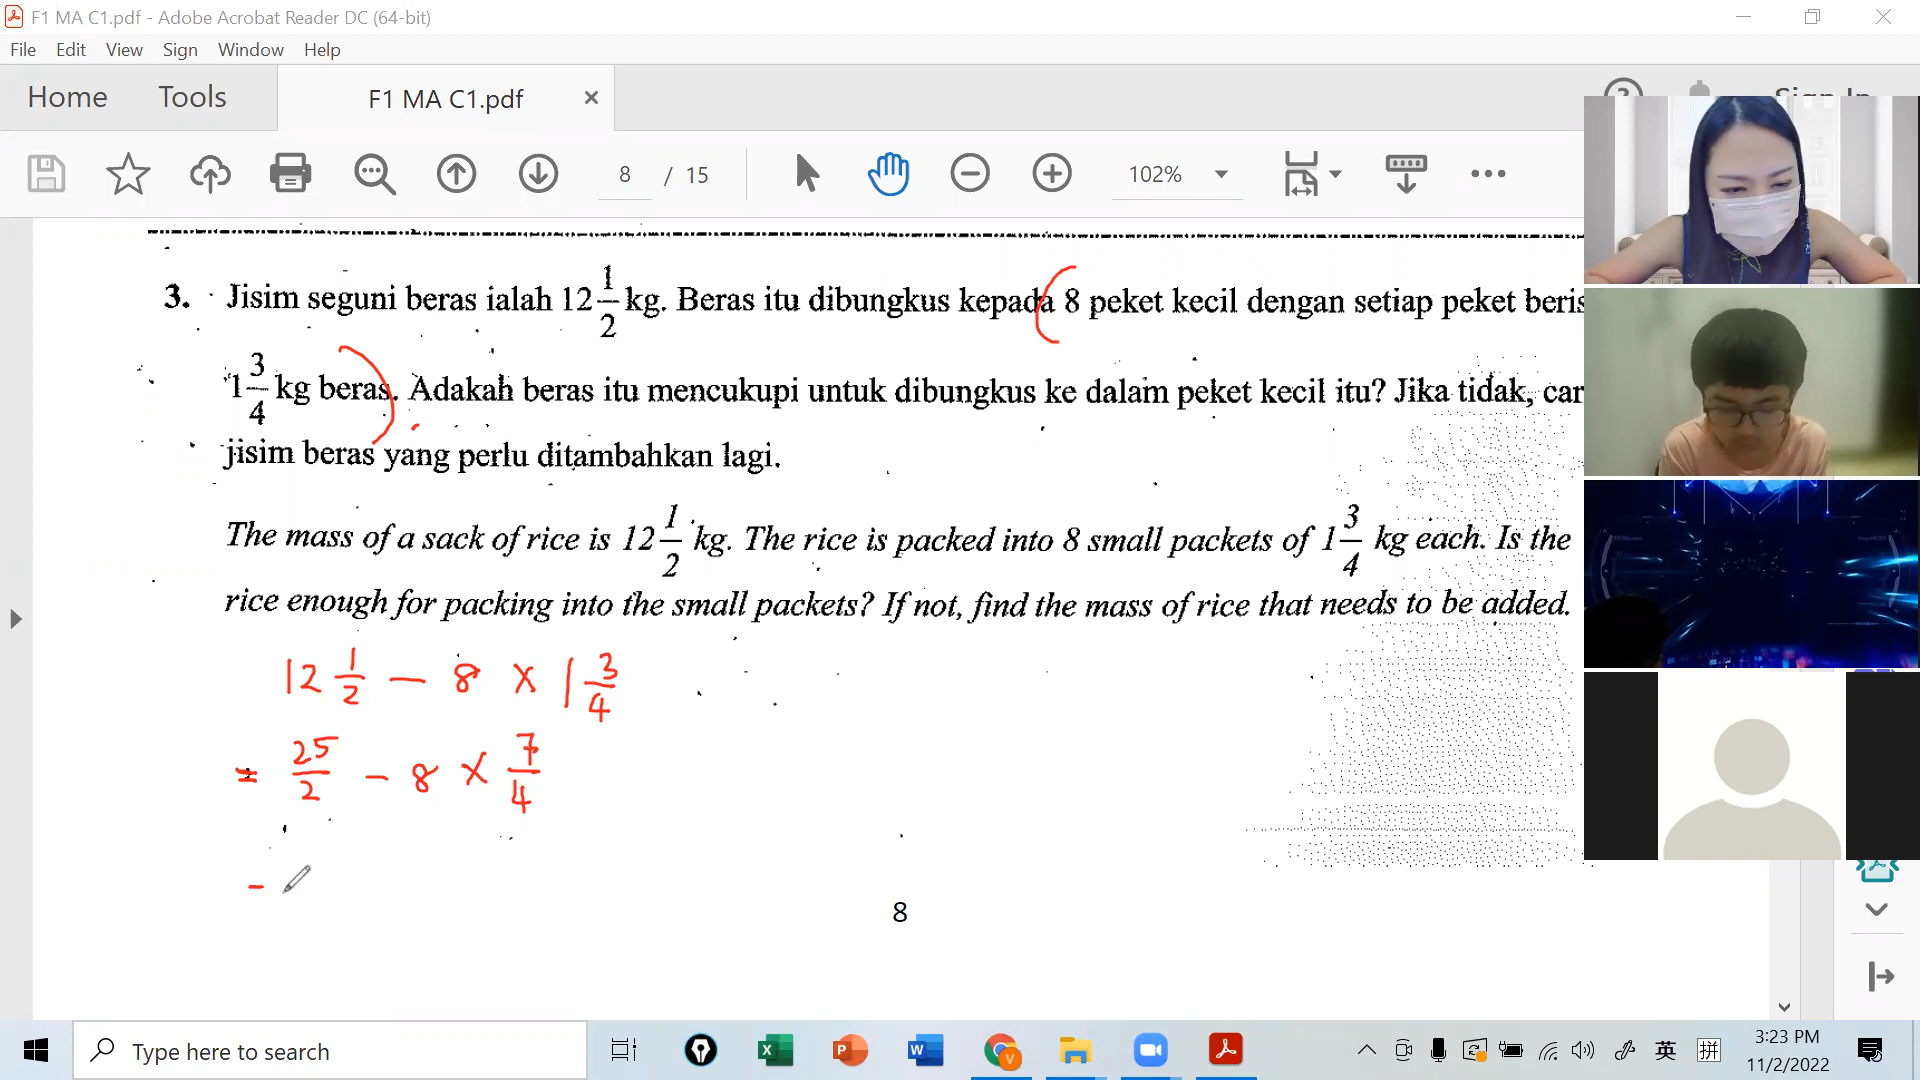 F1 MA C1.pdf - Adobe Acrobat Reader DC (64-bit)
File Edit View Sign Window Help
Home Tools F1 MA C1.pdf
8 / 15 102%
3. Jisim seguni beras ialah 12 1/2 kg. Beras itu dibungkus kepada 8 peket kecil dengan setiap peket beris
1 3/4 kg beras. Adakah beras itu mencukupi untuk dibungkus ke dalam peket kecil itu? Jika tidak, car
jisim beras yang perlu ditambahkan lagi.
The mass of a sack of rice is 12 1/2 kg. The rice is packed into 8 small packets of 1 3/4 kg each. Is the
rice enough for packing into the small packets? If not, find the mass of rice that needs to be added.
12 1/2 − 8 × 1 3/4
= 25/2 − 8 × 7/4
-
8
Type here to search
英 拼
3:23 PM
11/2/2022